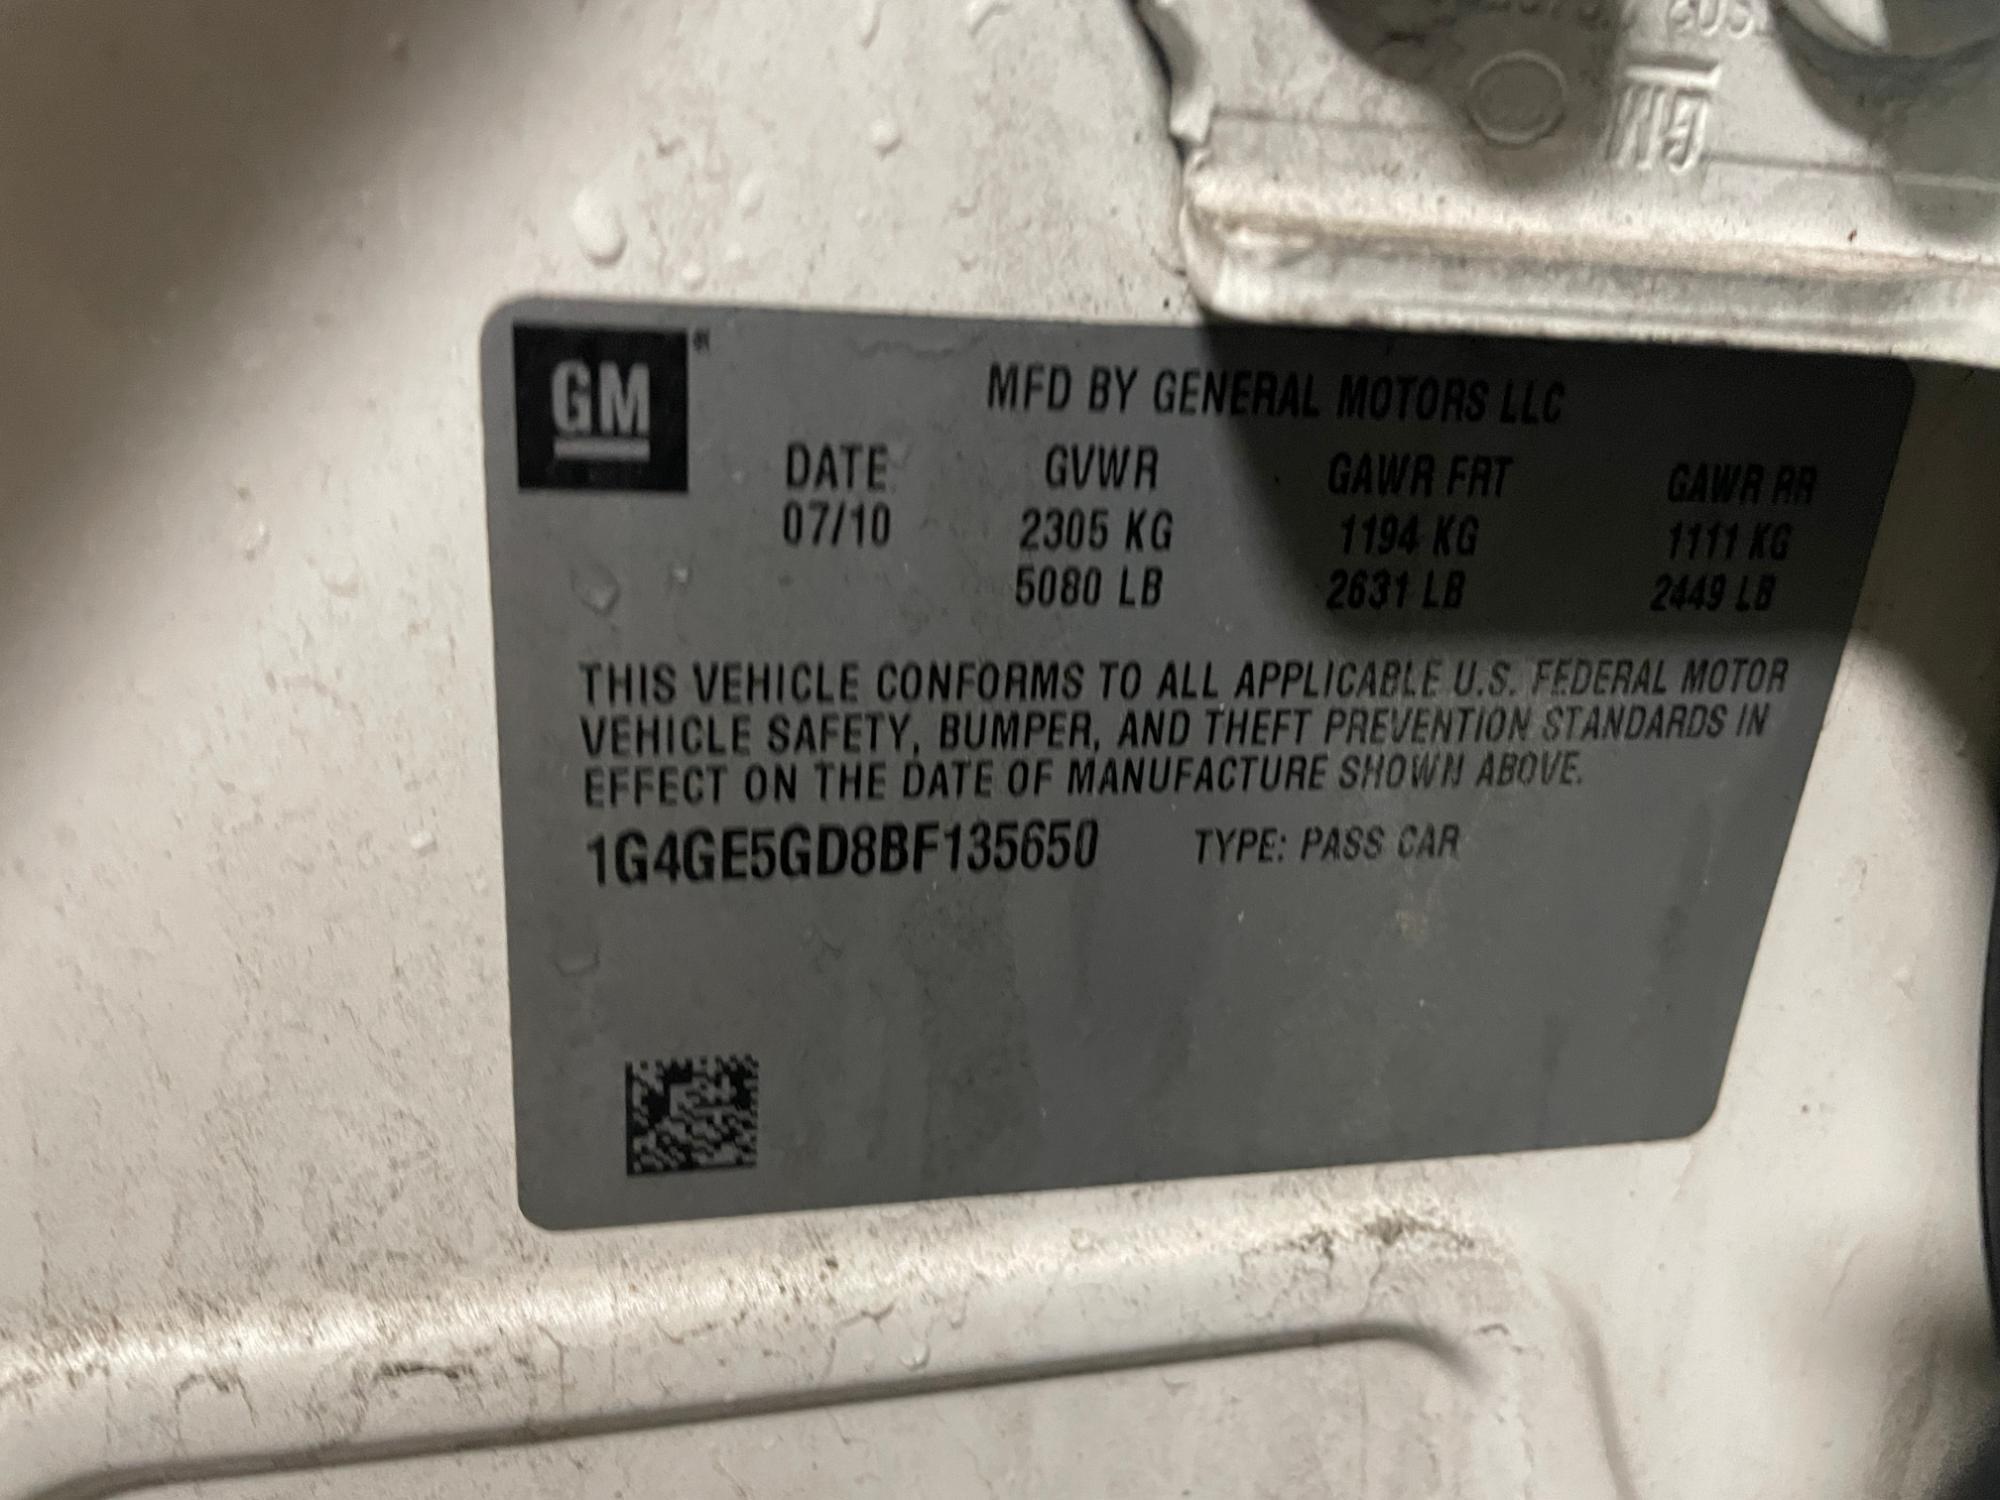 GM
GM®
MFD BY GENERAL MOTORS LLC
DATE GVWR GAWR FRT GAWR RR
07/10 2305 KG 1194 KG 1111 KG
5080 LB 2631 LB 2449 LB
THIS VEHICLE CONFORMS TO ALL APPLICABLE U.S. FEDERAL MOTOR
VEHICLE SAFETY, BUMPER, AND THEFT PREVENTION STANDARDS IN
EFFECT ON THE DATE OF MANUFACTURE SHOWN ABOVE.
1G4GE5GD8BF135650 TYPE: PASS CAR